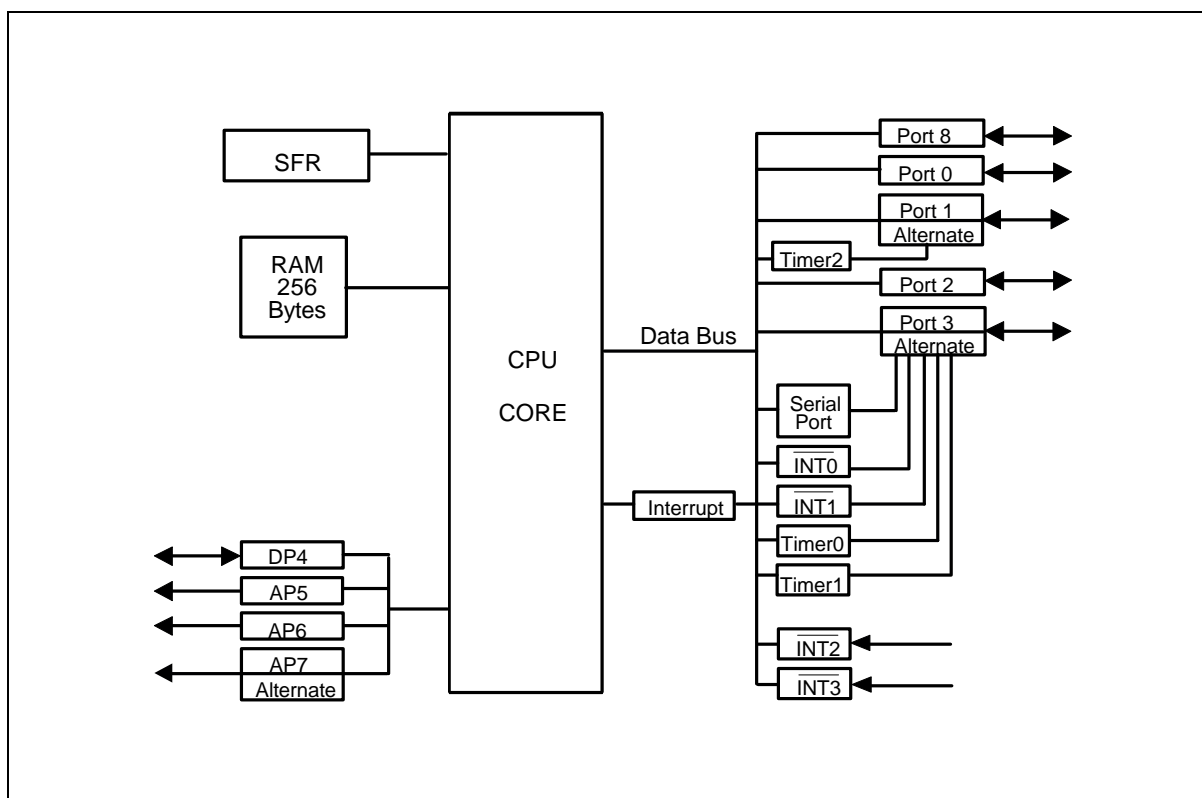 SFR
RAM
256
Bytes
CPU
CORE
DP4
AP5
AP6
AP7
Alternate
Data Bus
Interrupt
Port 8
Port 0
Port 1
Alternate
Timer2
Port 2
Port 3
Alternate
Serial
Port
INT0
INT1
Timer0
Timer1
INT2
INT3